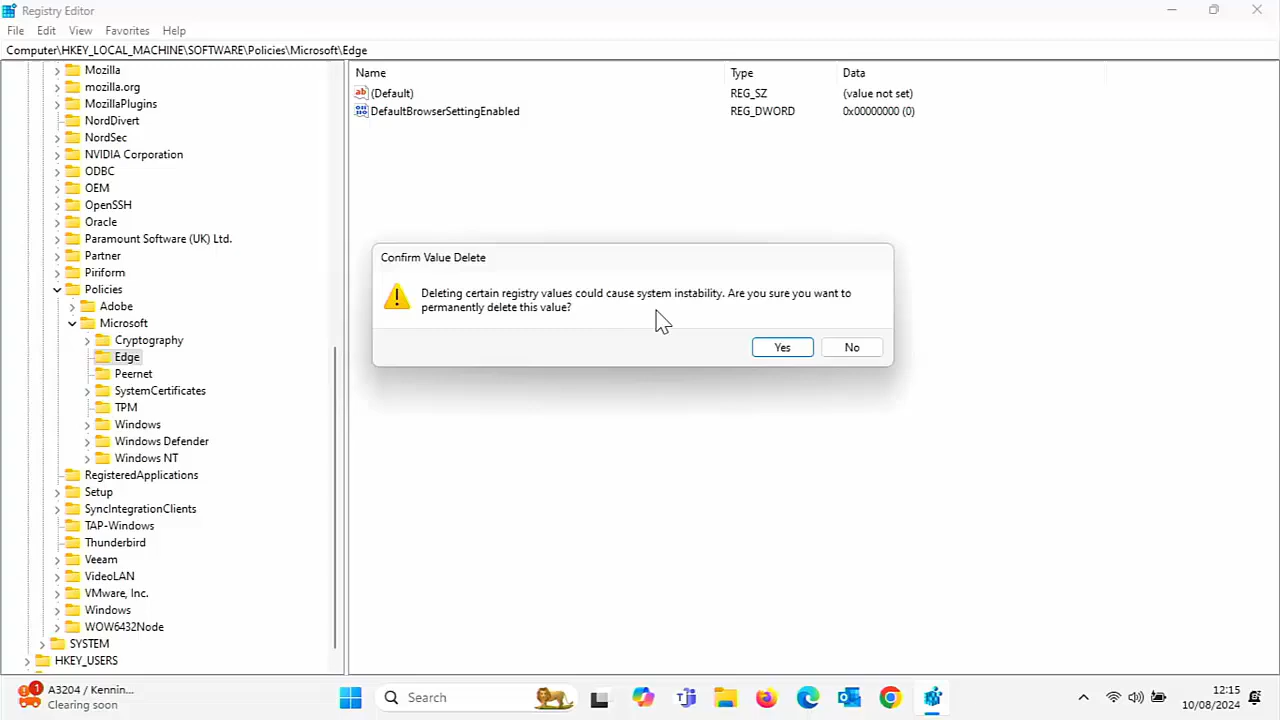 Registry Editor
File Edit View Favorites Help
Computer\HKEY_LOCAL_MACHINE\SOFTWARE\Policies\Microsoft\Edge
Mozilla
mozilla.org
MozillaPlugins
NordDivert
NordSec
NVIDIA Corporation
ODBC
OEM
OpenSSH
Oracle
Paramount Software (UK) Ltd.
Partner
Piriform
Policies
Adobe
Microsoft
Cryptography
Edge
Peernet
SystemCertificates
TPM
Windows
Windows Defender
Windows NT
RegisteredApplications
Setup
SyncIntegrationClients
TAP-Windows
Thunderbird
Veeam
VideoLAN
VMware, Inc.
Windows
WOW6432Node
SYSTEM
HKEY_USERS
Name Type Data
(Default) REG_SZ (value not set)
DefaultBrowserSettingEnabled REG_DWORD 0x00000000 (0)
Confirm Value Delete
Deleting certain registry values could cause system instability. Are you sure you want to
permanently delete this value?
Yes No
1 A3204 / Kennin...
Clearing soon
Search
12:15
10/08/2024